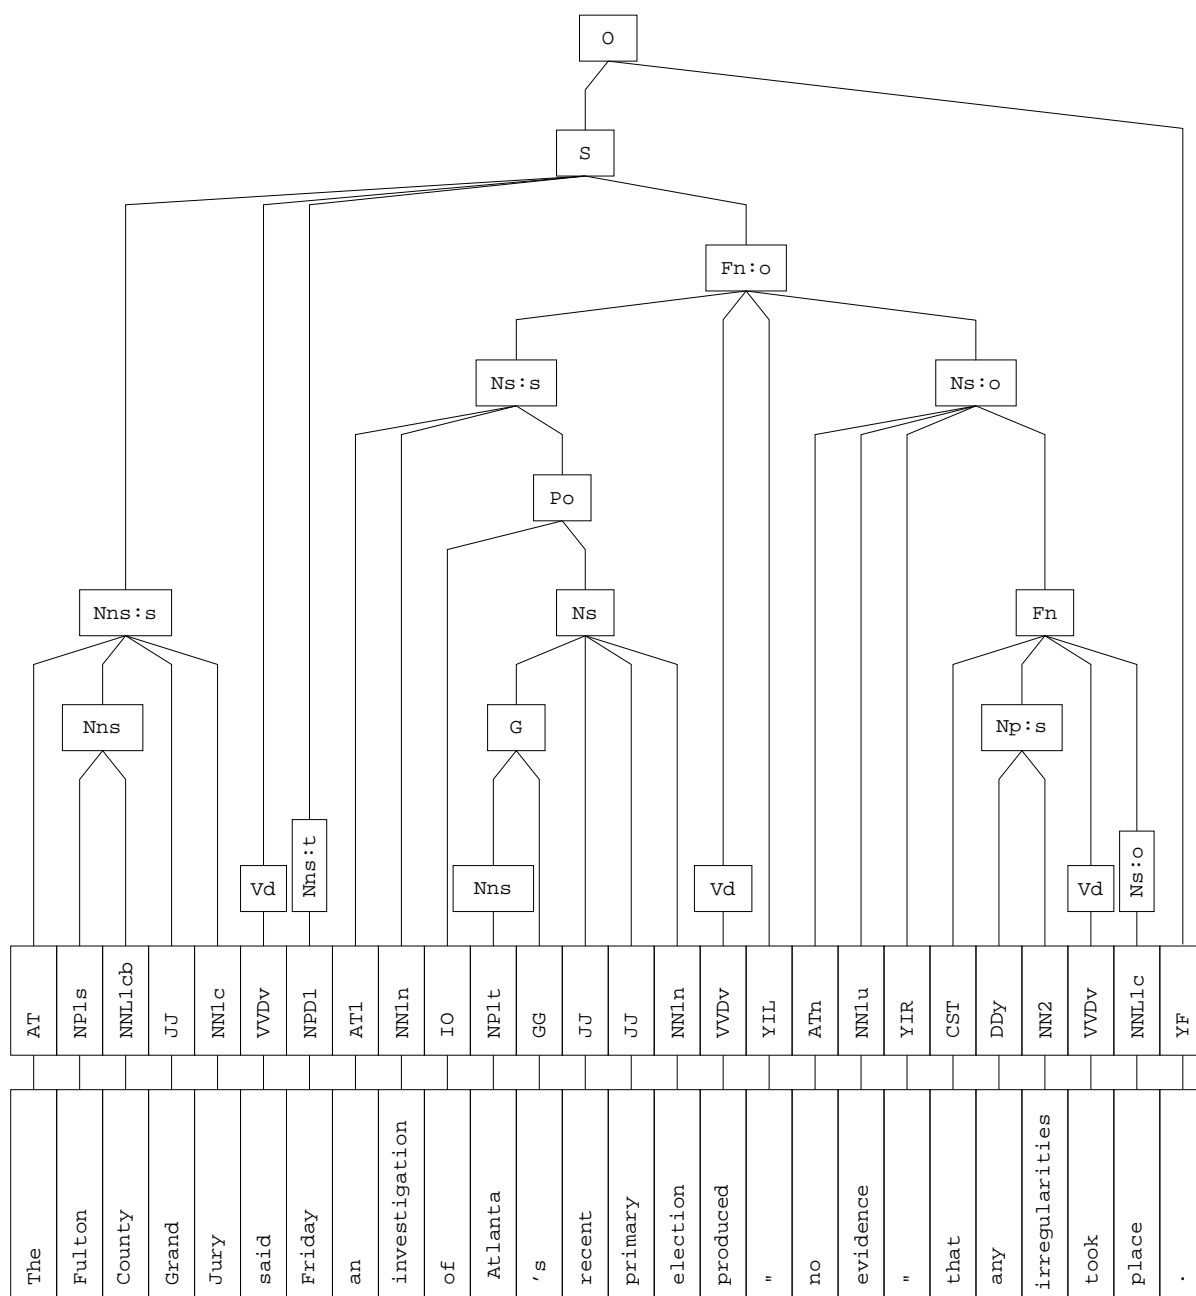 O
S
Fn:o
Ns:s Ns:o
Po
Nns:s Ns Fn
Nns G Np:s
Vd Nns:t Nns Vd Vd Ns:o
AT NP1s NNL1cb JJ NN1c VVDv NPD1 AT1 NN1n IO NP1t GG JJ JJ NN1n VVDv YIL ATn NN1u YIR CST DDy NN2 VVDv NNL1c YF
The Fulton County Grand Jury said Friday an investigation of Atlanta 's recent primary election produced " no evidence " that any irregularities took place .